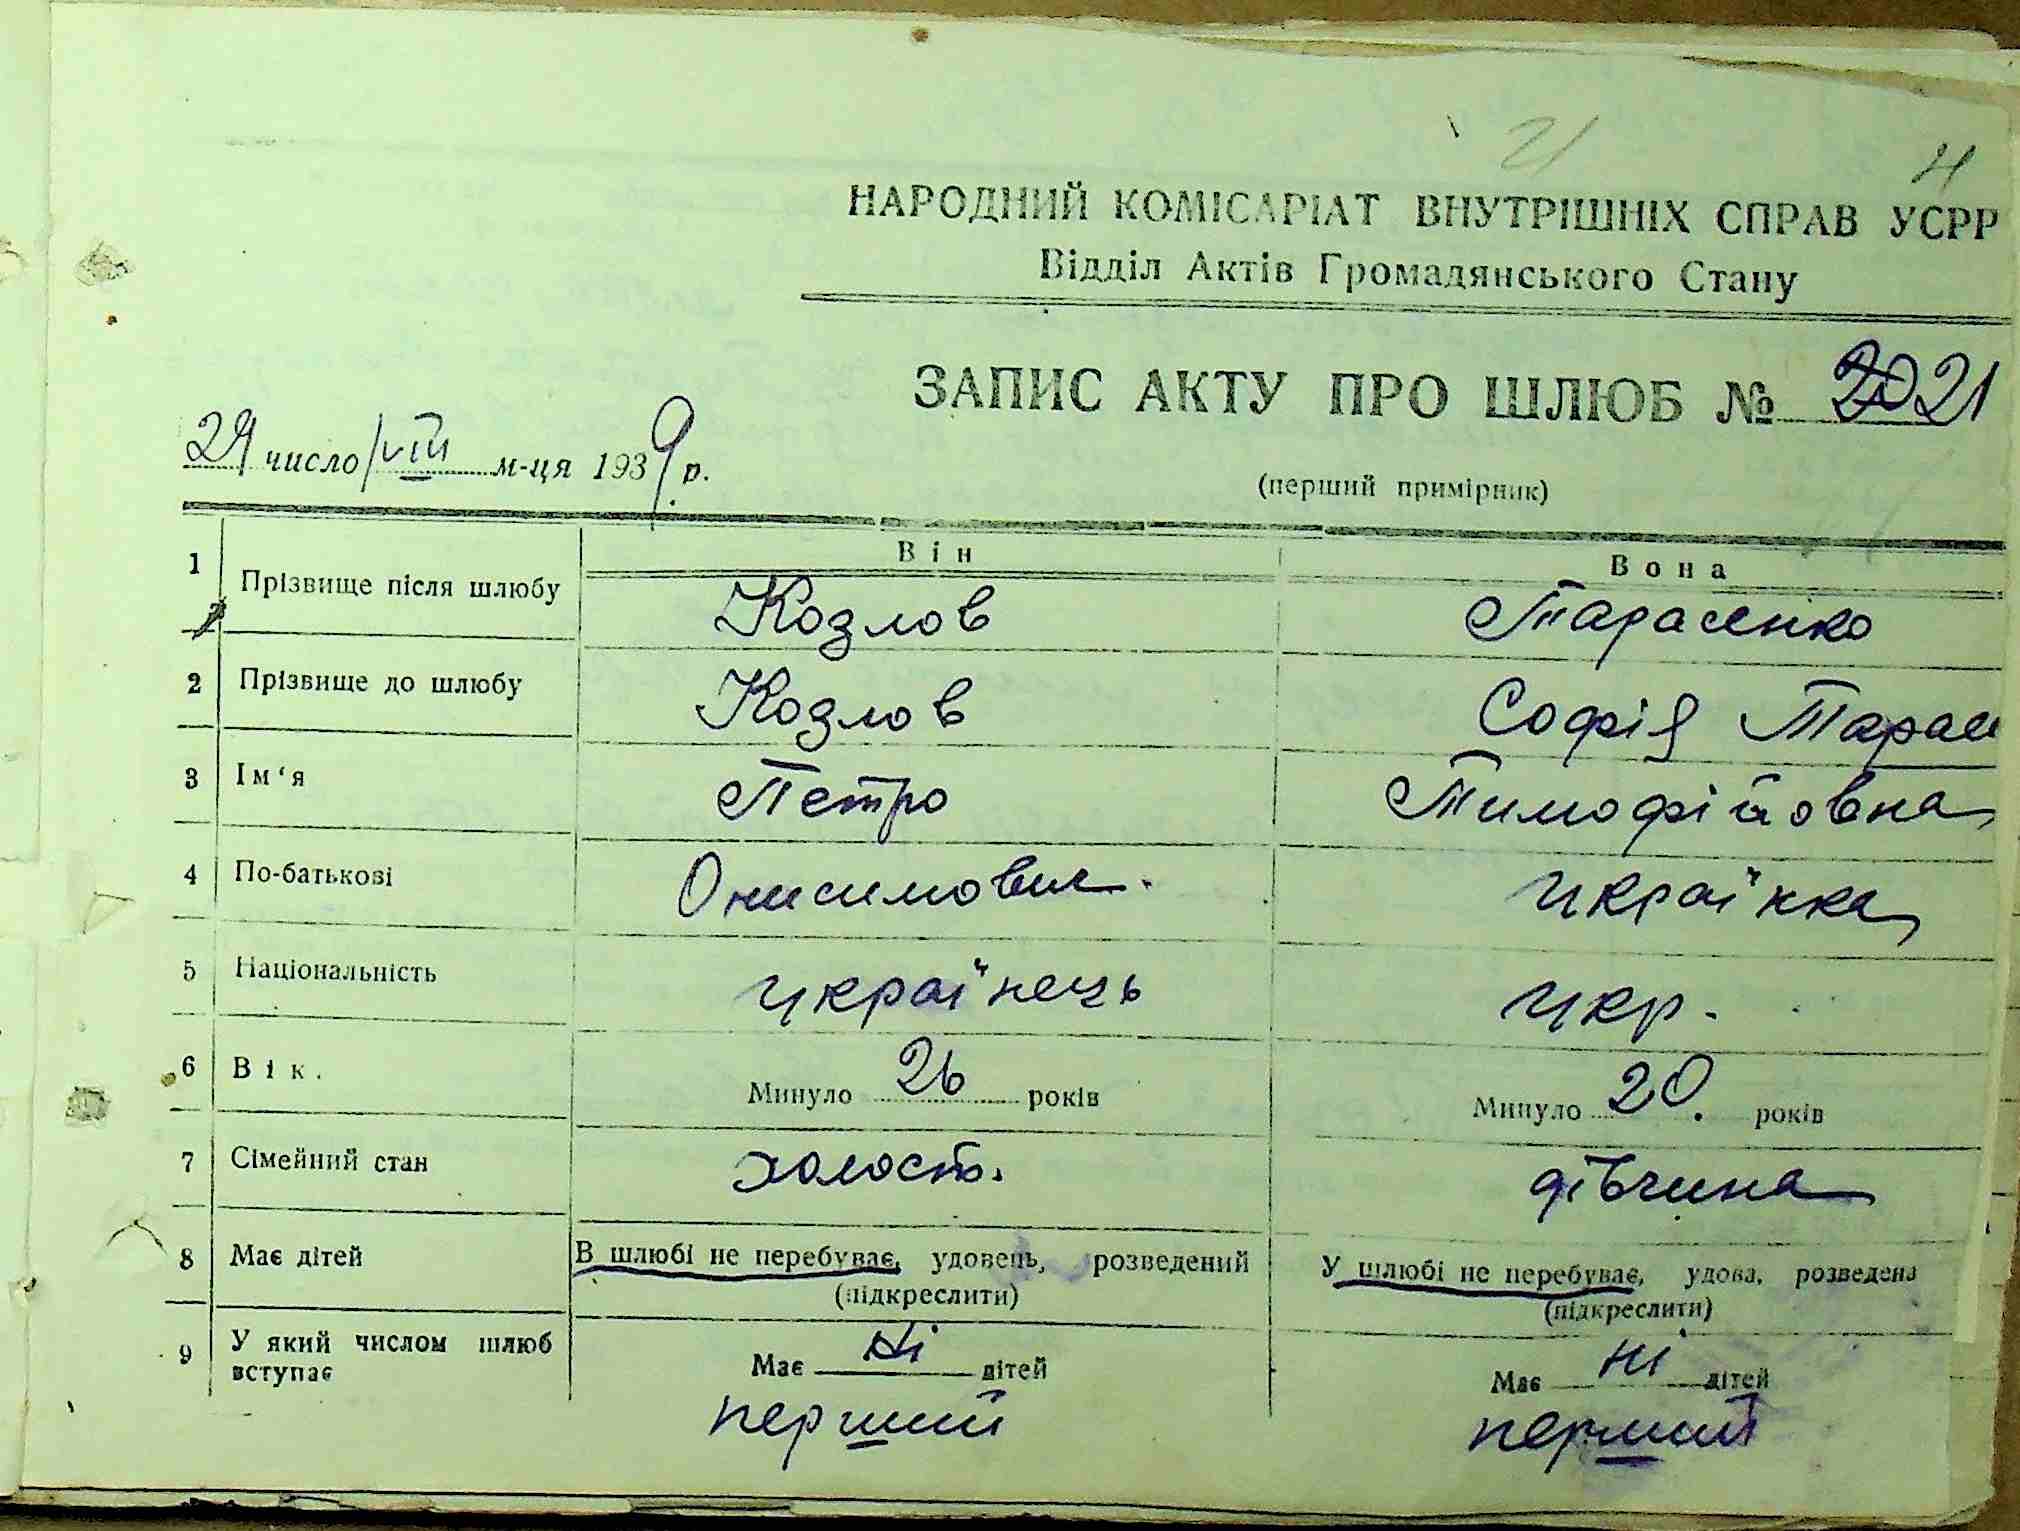 21 4
НАРОДНИЙ КОМІСАРІАТ ВНУТРІШНІХ СПРАВ УСРР
Відділ Актів Громадянського Стану
ЗАПИС АКТУ ПРО ШЛЮБ № 2021
29 число VIII м-ця 1939 р.
(перший примірник)
Він Вона
1 Прізвище після шлюбу Козлов Тарасенко
2 Прізвище до шлюбу Козлов Софія Тарасе
3 Ім'я Петро Тимофійовна
4 По-батькові Онисимович. українка
5 Національність українець укр.
6 Вік. Минуло 26 років Минуло 20. років
7 Сімейний стан холост. дівчина
8 Має дітей В шлюбі не перебуває, удовець, розведений У шлюбі не перебуває, удова, розведена
(підкреслити) (підкреслити)
9 У який числом шлюб вступає Має ні дітей Має ні дітей
перший перший